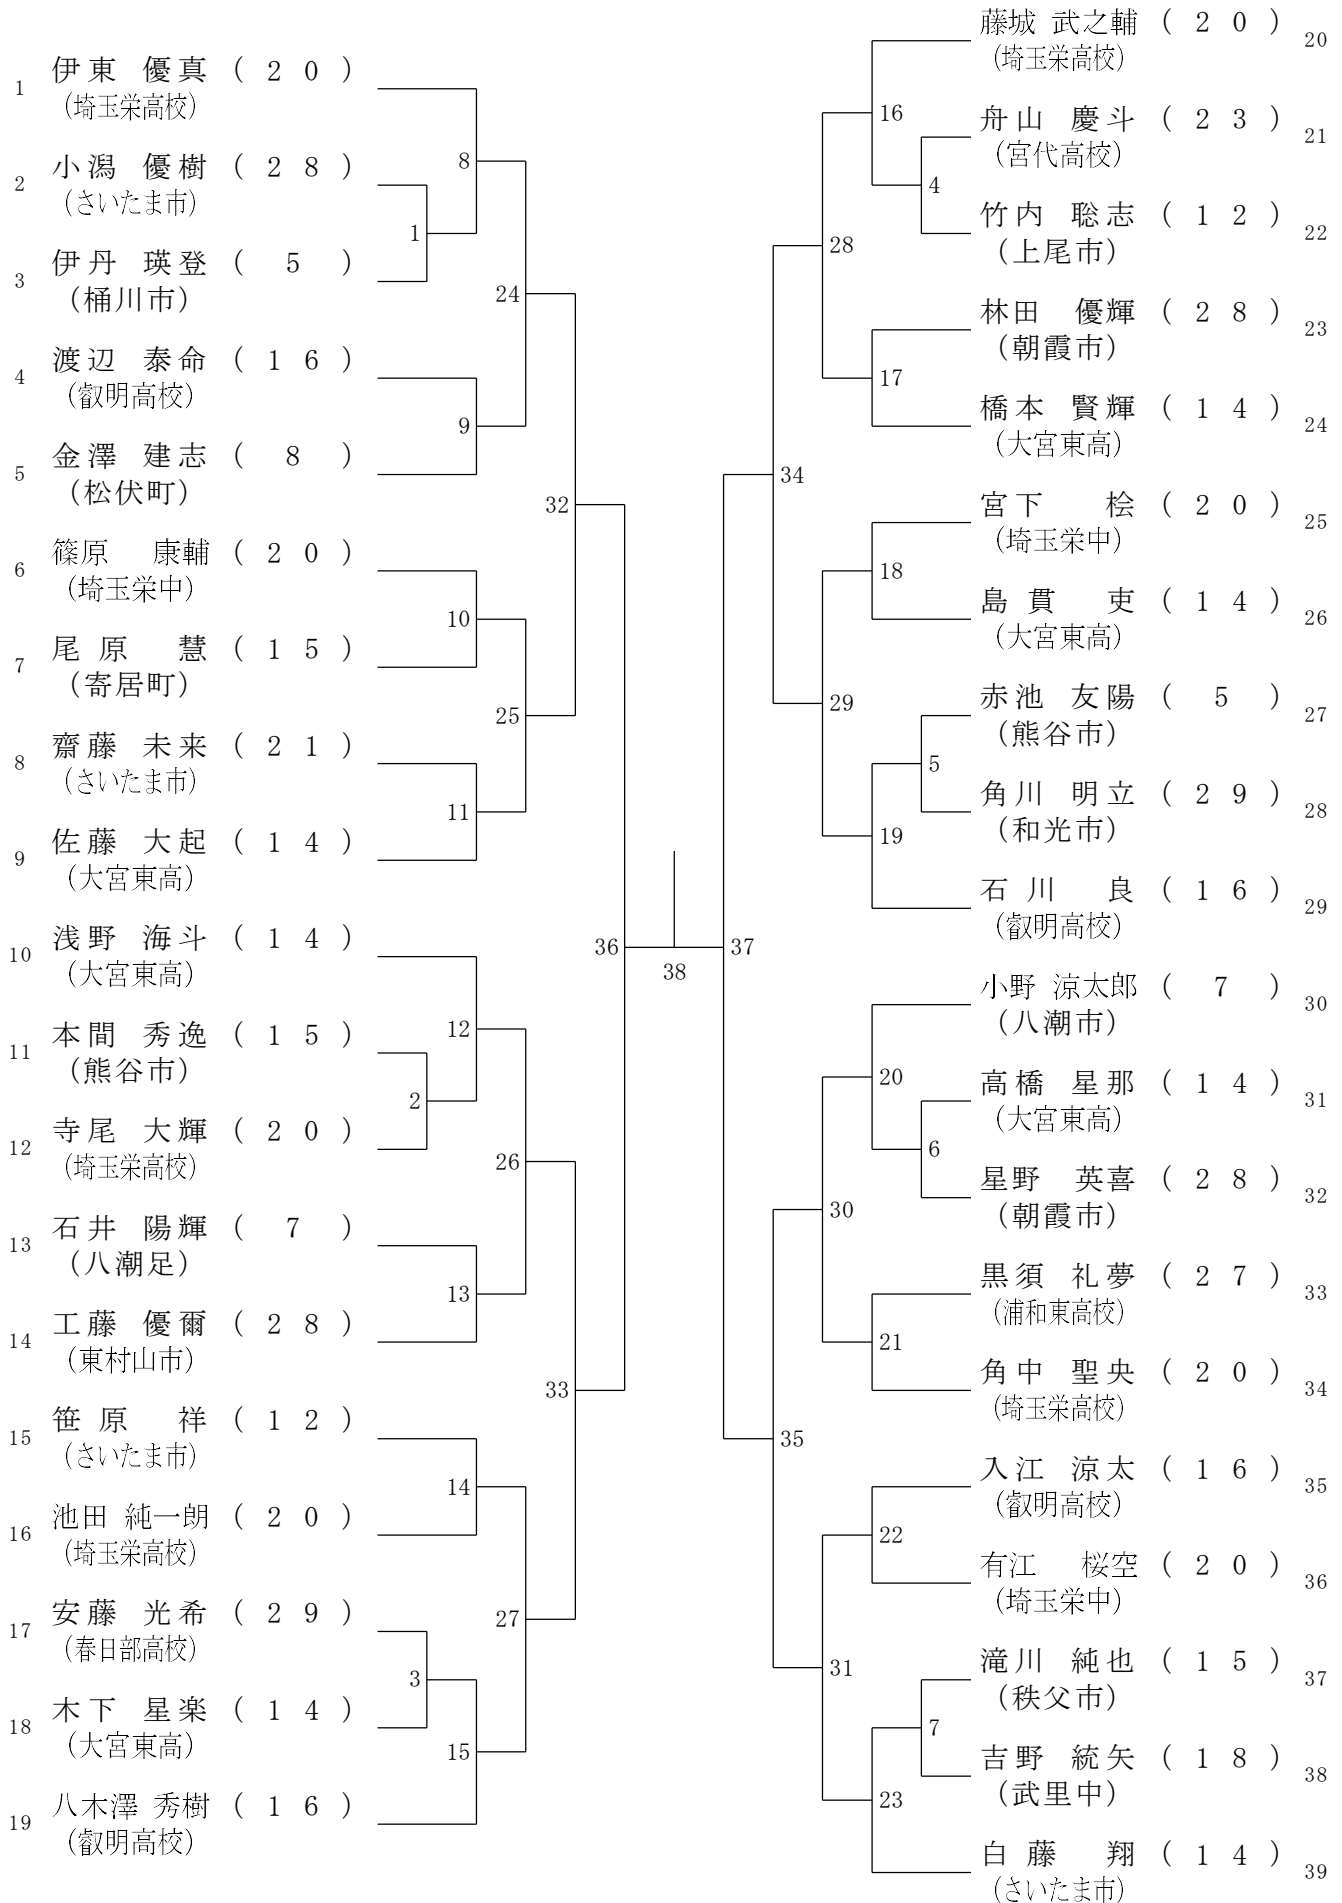 1 伊東 優真 ( 2 0 )
(埼玉栄高校)
8
2 小潟 優樹 ( 2 8 )
(さいたま市)
1
3 伊丹 瑛登 ( 5 )
(桶川市)
24
4 渡辺 泰命 ( 1 6 )
(叡明高校)
9
5 金澤 建志 ( 8 )
(松伏町)
32
6 篠原 康輔 ( 2 0 )
(埼玉栄中)
10
7 尾原 慧 ( 1 5 )
(寄居町)
25
8 齋藤 未来 ( 2 1 )
(さいたま市)
11
9 佐藤 大起 ( 1 4 )
(大宮東高)
36
10 浅野 海斗 ( 1 4 )
(大宮東高)
12
11 本間 秀逸 ( 1 5 )
(熊谷市)
2
12 寺尾 大輝 ( 2 0 )
(埼玉栄高校)
26
13 石井 陽輝 ( 7 )
(八潮足)
13
14 工藤 優爾 ( 2 8 )
(東村山市)
33
15 笹原 祥 ( 1 2 )
(さいたま市)
14
16 池田 純一朗 ( 2 0 )
(埼玉栄高校)
27
17 安藤 光希 ( 2 9 )
(春日部高校)
3
18 木下 星楽 ( 1 4 )
(大宮東高)
15
19 八木澤 秀樹 ( 1 6 )
(叡明高校)
38
藤城 武之輔 ( 2 0 ) 20
(埼玉栄高校)
16
舟山 慶斗 ( 2 3 ) 21
(宮代高校)
4
竹内 聡志 ( 1 2 ) 22
(上尾市)
28
林田 優輝 ( 2 8 ) 23
(朝霞市)
17
橋本 賢輝 ( 1 4 ) 24
(大宮東高)
34
宮下 桧 ( 2 0 ) 25
(埼玉栄中)
18
島貫 吏 ( 1 4 ) 26
(大宮東高)
29
赤池 友陽 ( 5 ) 27
(熊谷市)
5
角川 明立 ( 2 9 ) 28
(和光市)
19
石川 良 ( 1 6 ) 29
(叡明高校)
37
小野 涼太郎 ( 7 ) 30
(八潮市)
20
高橋 星那 ( 1 4 ) 31
(大宮東高)
6
星野 英喜 ( 2 8 ) 32
(朝霞市)
30
黒須 礼夢 ( 2 7 ) 33
(浦和東高校)
21
角中 聖央 ( 2 0 ) 34
(埼玉栄高校)
35
入江 涼太 ( 1 6 ) 35
(叡明高校)
22
有江 桜空 ( 2 0 ) 36
(埼玉栄中)
31
滝川 純也 ( 1 5 ) 37
(秩父市)
7
吉野 統矢 ( 1 8 ) 38
(武里中)
23
白藤 翔 ( 1 4 ) 39
(さいたま市)